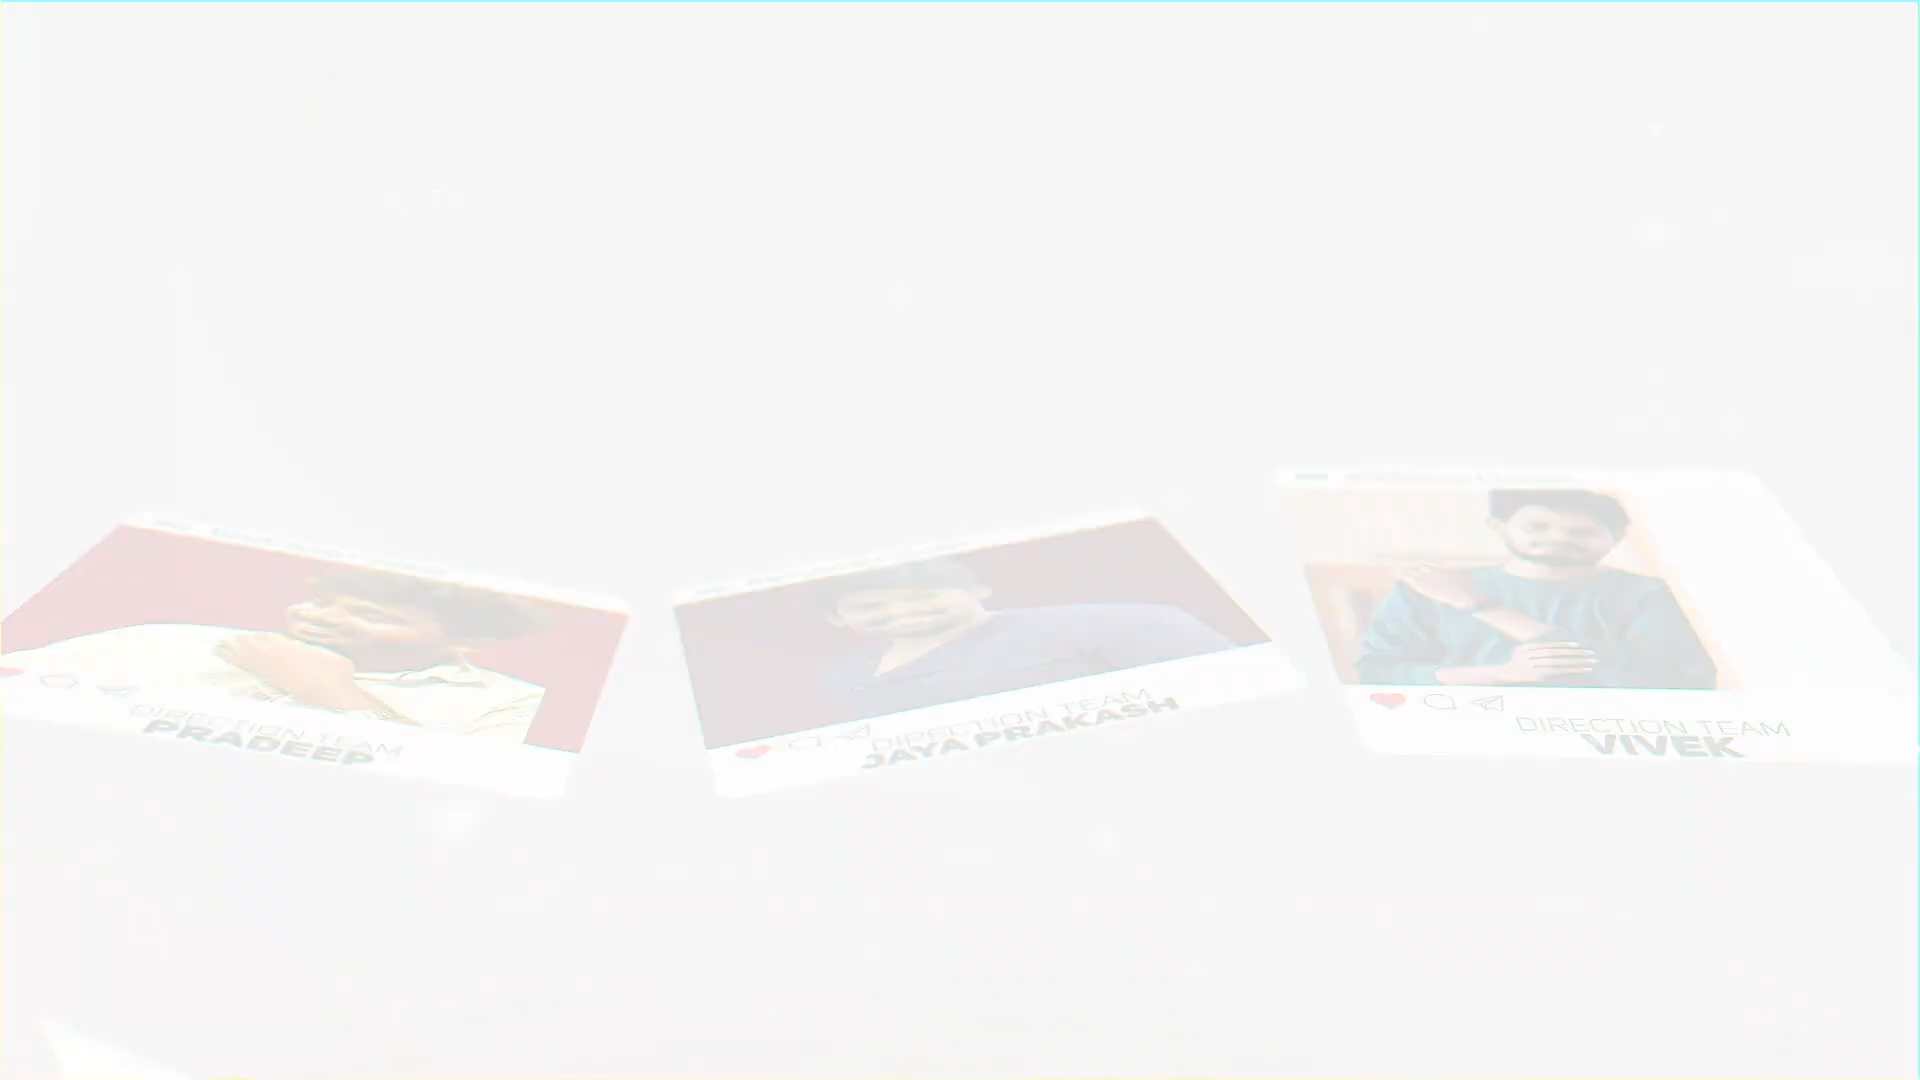 DIRECTION TEAM
PRADEEP
DIRECTION TEAM
JAYA PRAKASH
DIRECTION TEAM
VIVEK